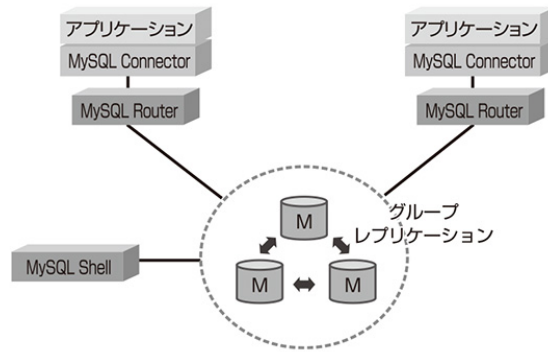 アプリケーション
MySQL Connector
MySQL Router
アプリケーション
MySQL Connector
MySQL Router
グループ
レプリケーション
M
M
M
MySQL Shell